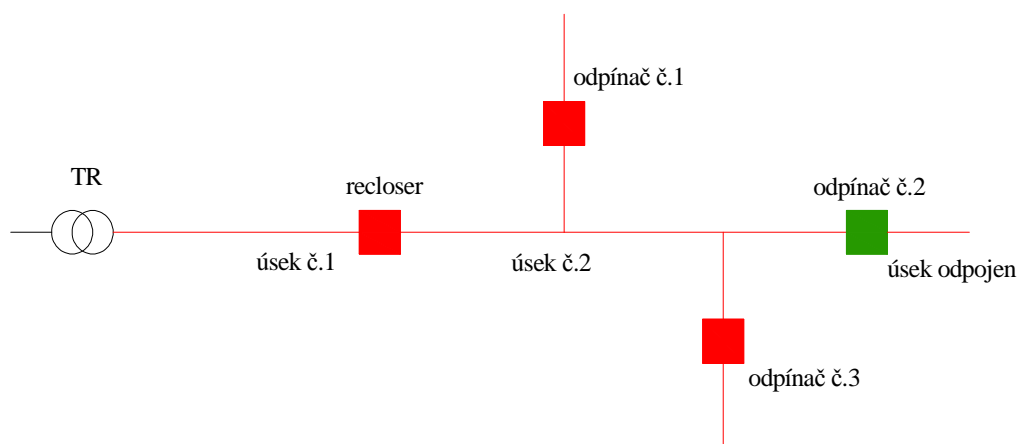 odpínač č.1
TR
recloser
odpínač č.2
úsek č.1
úsek č.2
úsek odpojen
odpínač č.3